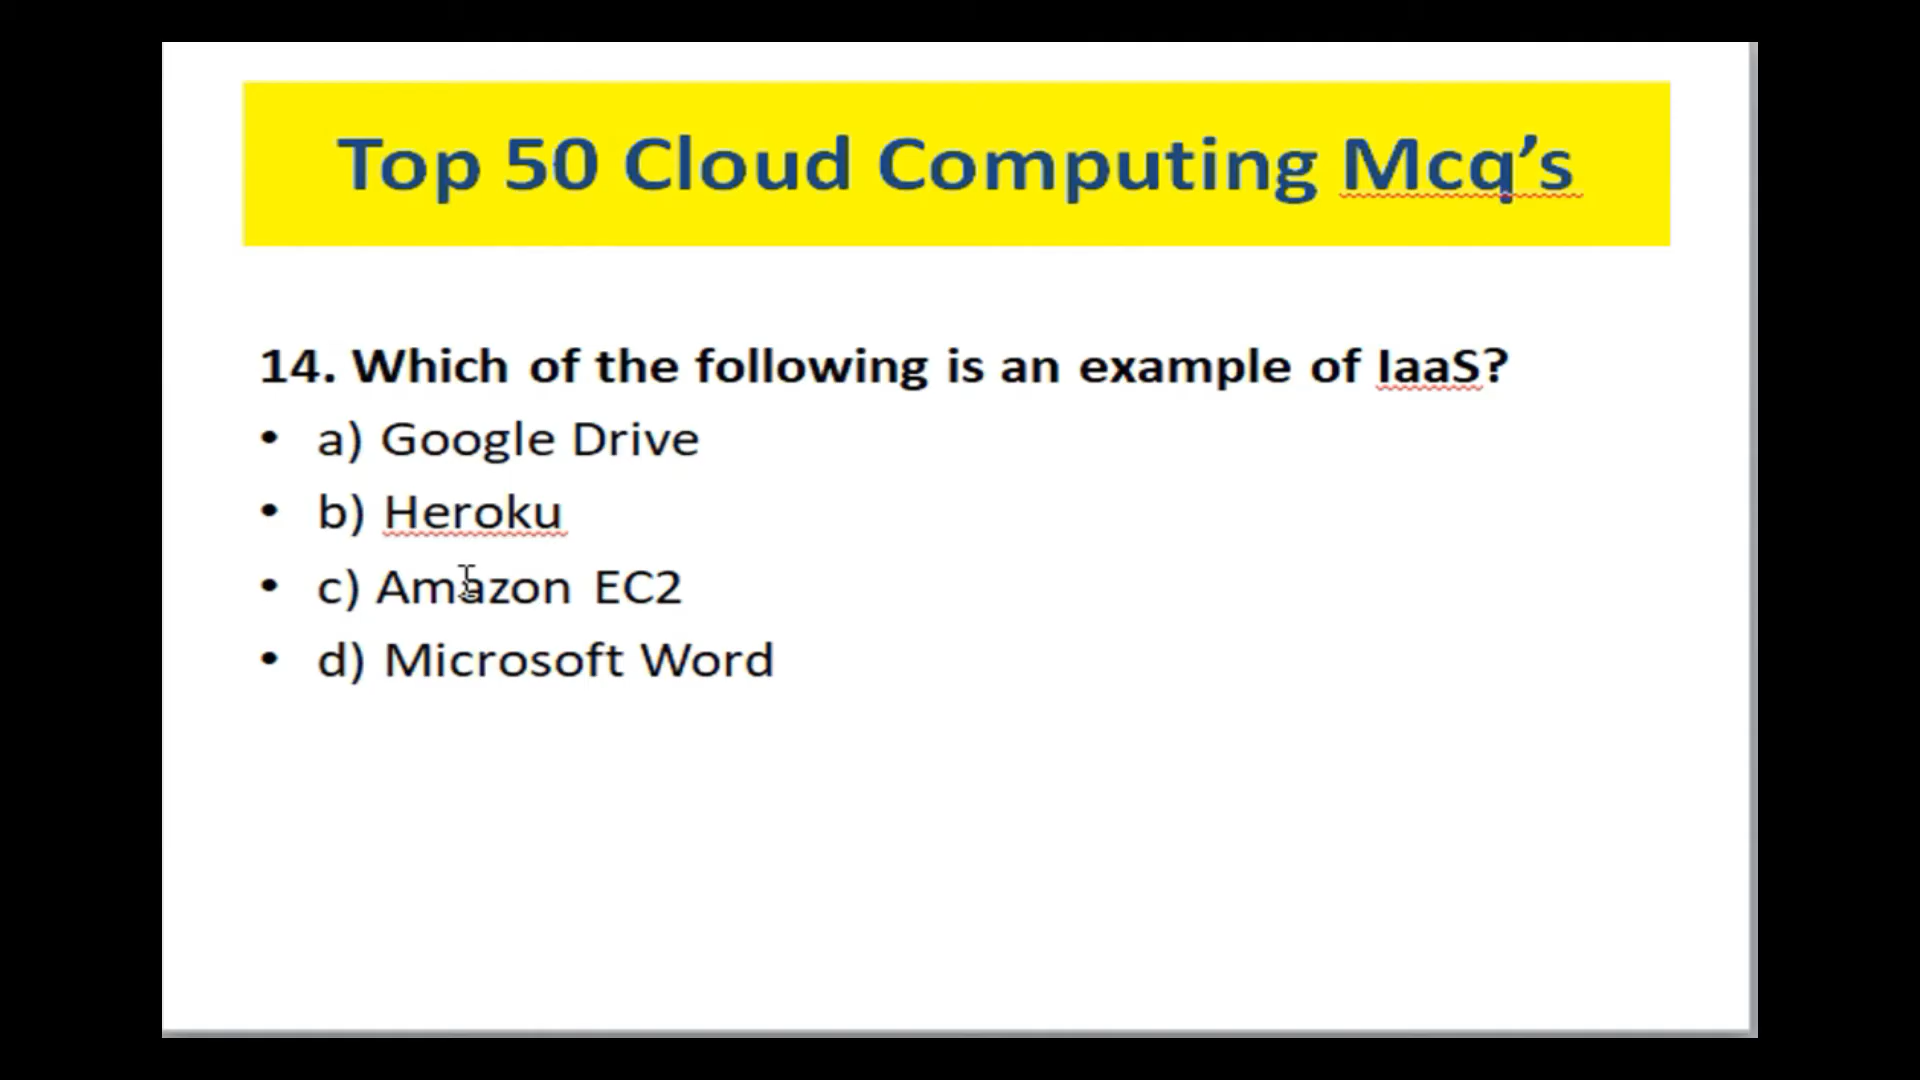 Top 50 Cloud Computing Mcq’s
14. Which of the following is an example of IaaS?
• a) Google Drive
• b) Heroku
• c) Amazon EC2
• d) Microsoft Word